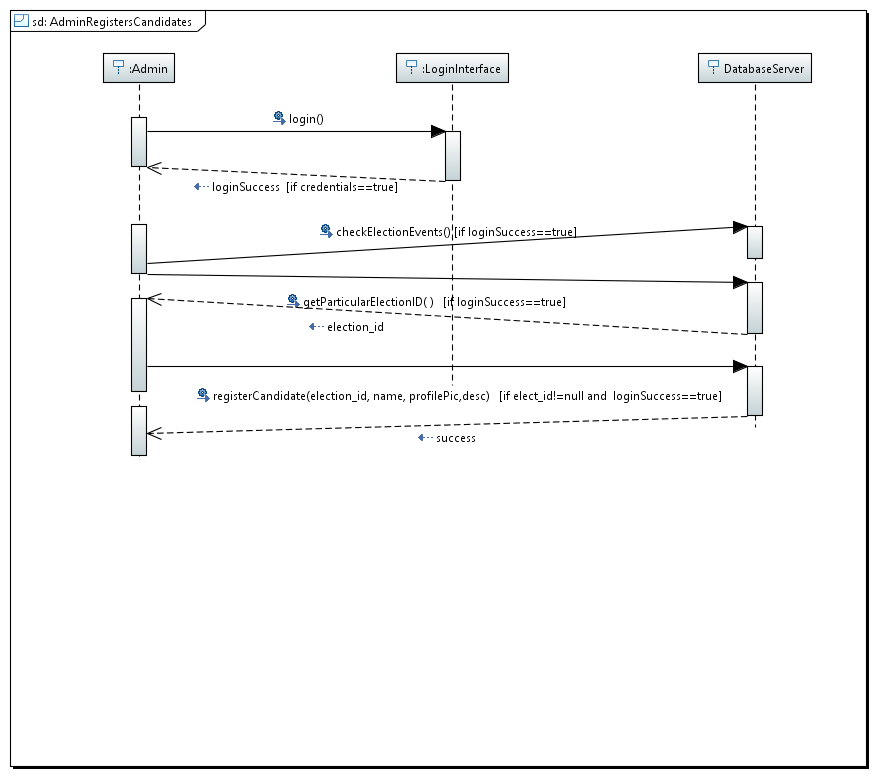 sd: AdminRegistersCandidates
:Admin
:LoginInterface
DatabaseServer
login()
loginSuccess [if credentials==true]
checkElectionEvents() [if loginSuccess==true]
getParticularElectionID( ) [if loginSuccess==true]
election_id
registerCandidate(election_id, name, profilePic,desc) [if elect_id!=null and loginSuccess==true]
success